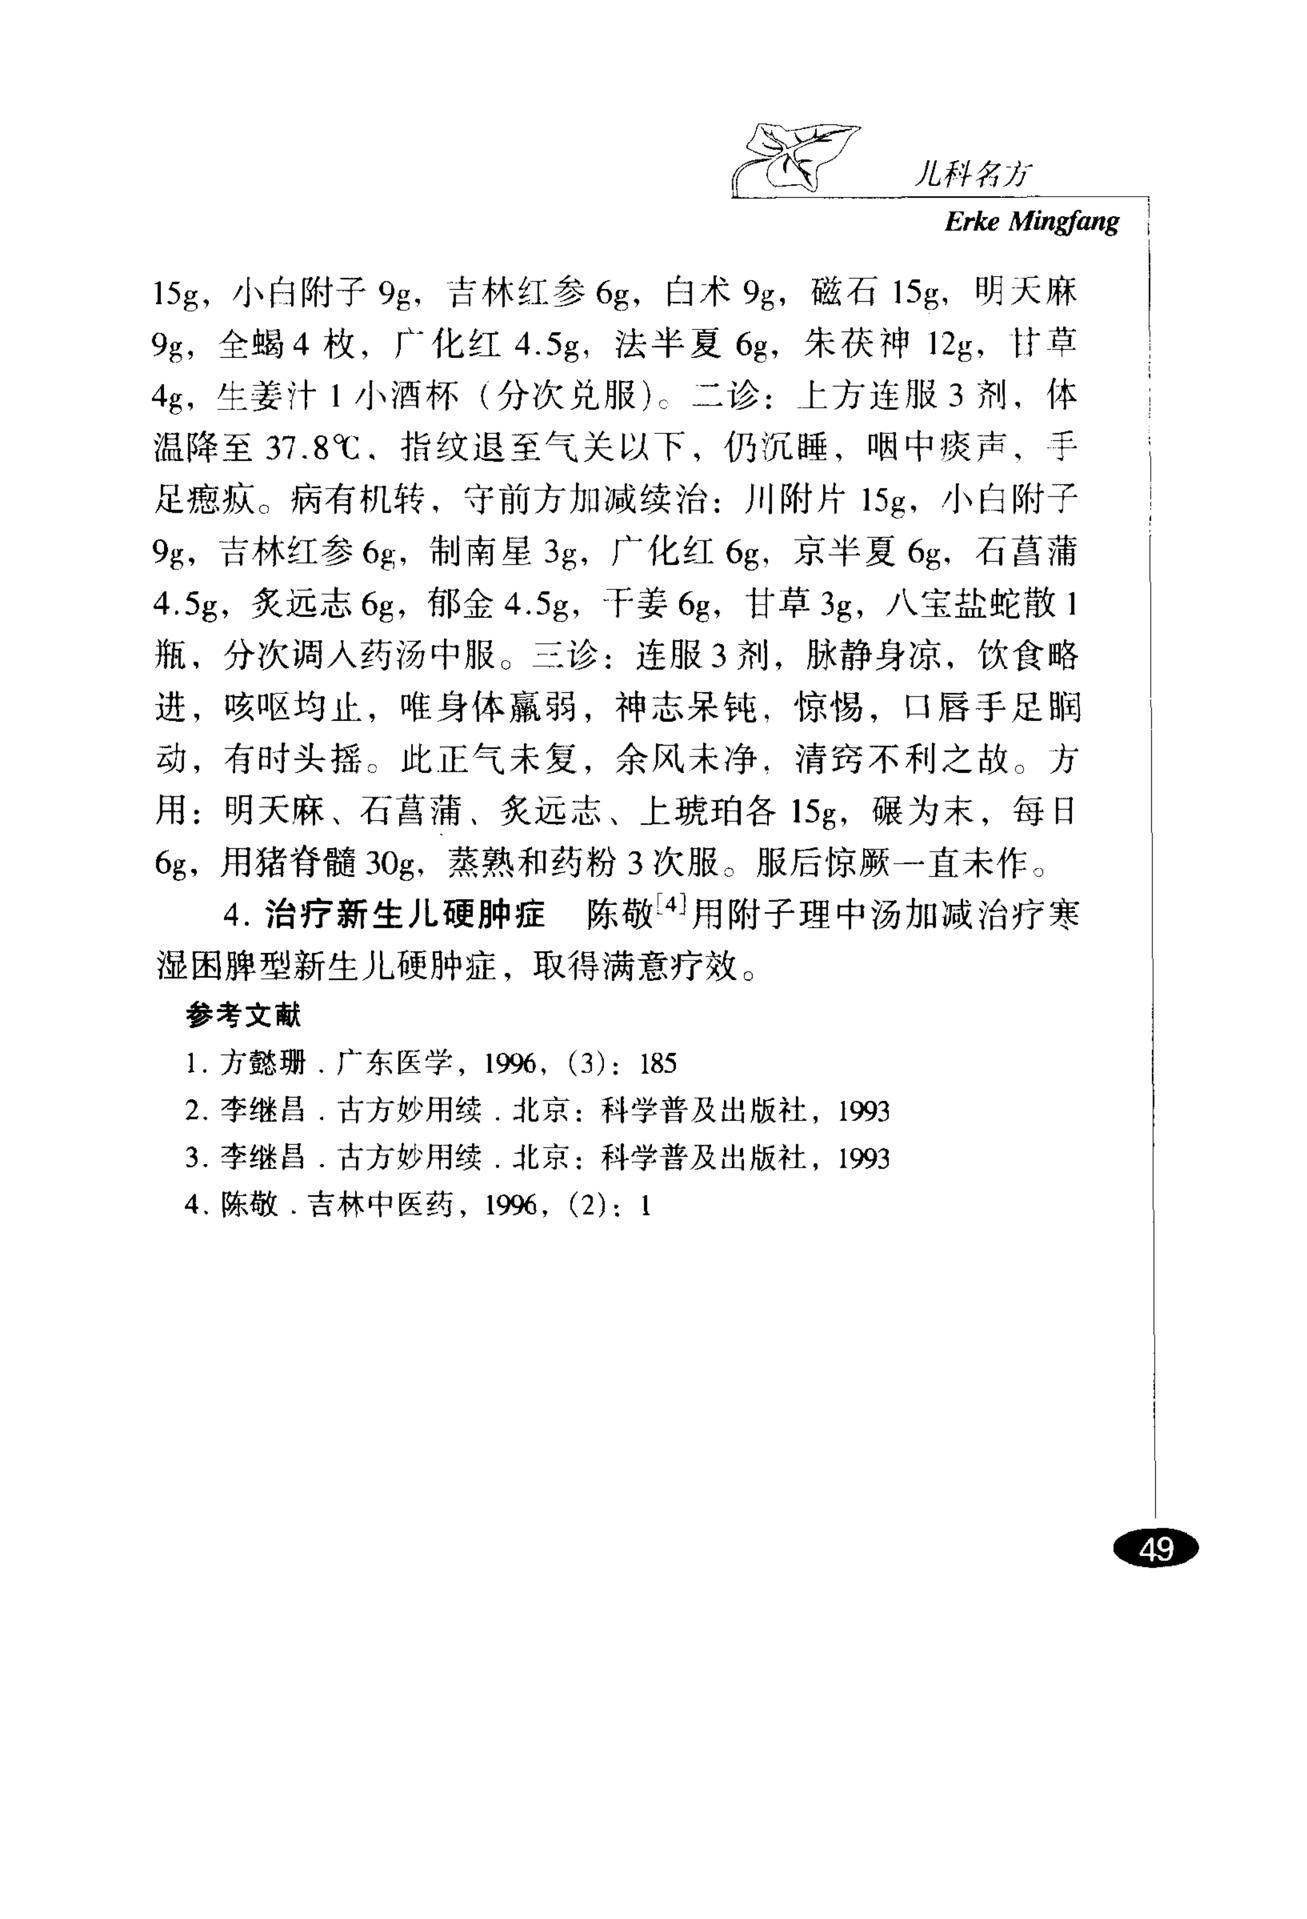 儿科名方
Erke Mingfang
15g，小白附子 9g，吉林红参 6g，白术 9g，磁石 15g，明天麻
9g，全蝎 4 枚，广化红 4.5g，法半夏 6g，朱茯神 12g，甘草
4g，生姜汁 1 小酒杯（分次兑服）。二诊：上方连服 3 剂，体
温降至 37.8℃，指纹退至气关以下，仍沉睡，咽中痰声，手
足瘛疭。病有机转，守前方加减续治：川附片 15g，小白附子
9g，吉林红参 6g，制南星 3g，广化红 6g，京半夏 6g，石菖蒲
4.5g，炙远志 6g，郁金 4.5g，干姜 6g，甘草 3g，八宝盐蛇散 1
瓶，分次调入药汤中服。三诊：连服 3 剂，脉静身凉，饮食略
进，咳呕均止，唯身体羸弱，神志呆钝，惊惕，口唇手足瞤
动，有时头摇。此正气未复，余风未净，清窍不利之故。方
用：明天麻、石菖蒲、炙远志、上琥珀各 15g，碾为末，每日
6g，用猪脊髓 30g，蒸熟和药粉 3 次服。服后惊厥一直未作。
4. 治疗新生儿硬肿症　陈敬[4]用附子理中汤加减治疗寒
湿困脾型新生儿硬肿症，取得满意疗效。
参考文献
1. 方懿珊．广东医学，1996，（3）：185
2. 李继昌．古方妙用续．北京：科学普及出版社，1993
3. 李继昌．古方妙用续．北京：科学普及出版社，1993
4. 陈敬．吉林中医药，1996，（2）：1
49